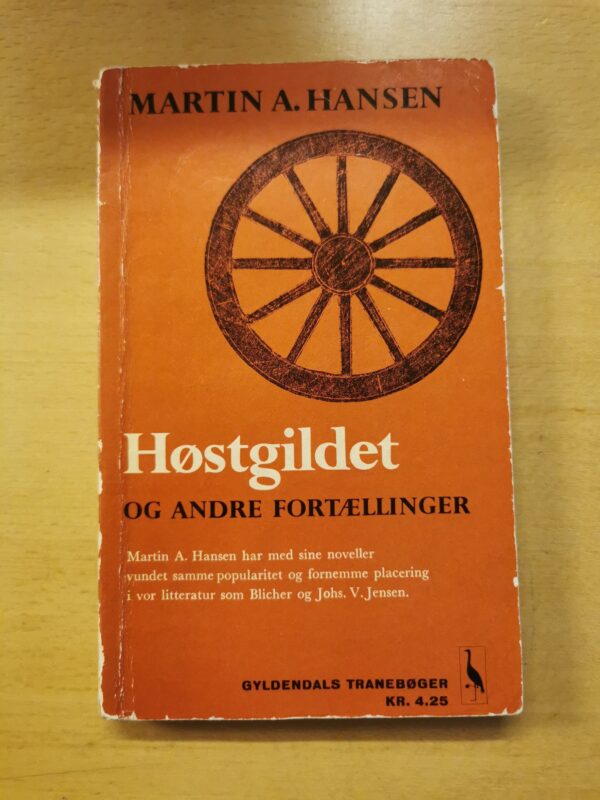 MARTIN A. HANSEN
Høstgildet
OG ANDRE FORTÆLLINGER
Martin A. Hansen har med sine noveller
vundet samme popularitet og fornemme placering
i vor litteratur som Blicher og Johs. V. Jensen.
GYLDENDALS TRANEBØGER
KR. 4.25